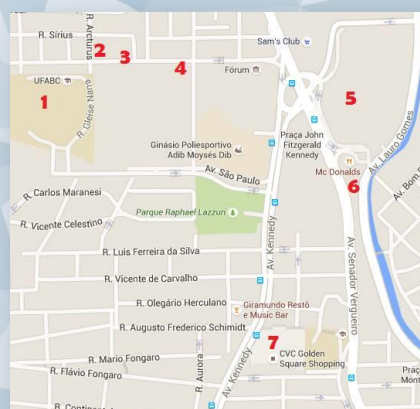 R. Sírius
R. Arcturus
2
3
4
Sam's Club
Fórum
UFABC
1
R. Gleise Nanu
5
Praça John
Fitzgerald
Kennedy
Ginásio Poliesportivo
Adib Moysés Dib
Mc Donalds
6
Av. Lauro Gomes
Av. São Paulo
R. Carlos Maranesi
Parque Raphael Lazzuri
R. Vicente Celestino
Av. Kennedy
Av. Senador Vergueiro
R. Luis Ferreira da Silva
R. Vicente de Carvalho
R. Olegário Herculano
Giramundo Restô
e Music Bar
R. Augusto Frederico Schimidt
7
CVC Golden
Square Shopping
R. Mario Fongaro
R. Flávio Fongaro
R. Aurora
Av. Kennedy